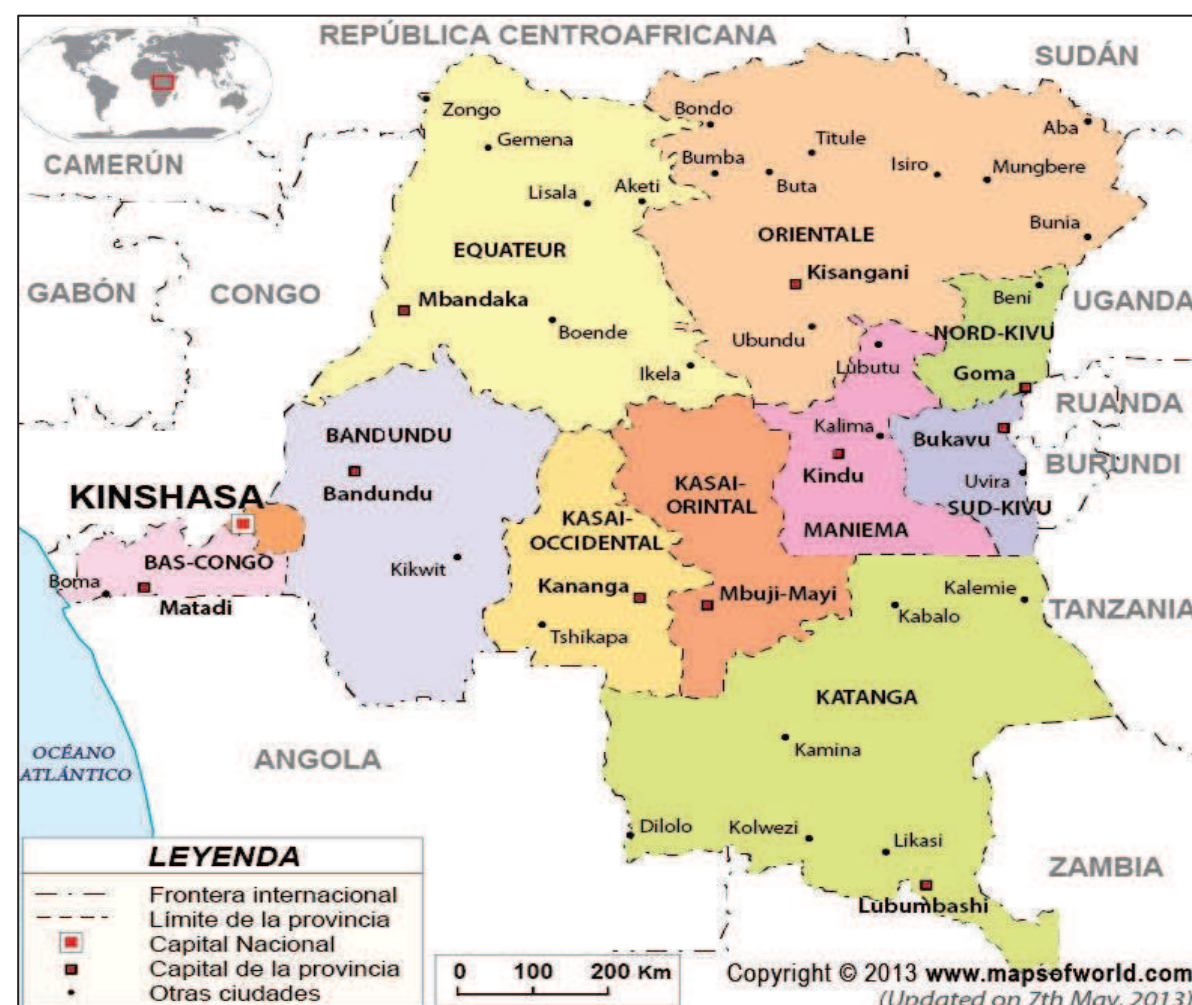 REPÚBLICA CENTROAFRICANA
SUDÁN
CAMERÚN
Zongo
Gemena
Bondo
Titule
Aba
Bumba
Buta
Isiro
Mungbere
Lisala
Aketi
Bunia
EQUATEUR
ORIENTALE
GABÓN
CONGO
Kisangani
Beni
UGANDA
Mbandaka
Boende
Ubundu
NORD-KIVU
Lubutu
Ikela
Goma
RUANDA
BANDUNDU
Kalima
Bukavu
BURUNDI
KINSHASA
Bandundu
KASAI-
ORINTAL
Kindu
Uvira
SUD-KIVU
KASAI-
OCCIDENTAL
MANIEMA
BAS-CONGO
Kikwit
Boma
Matadi
Kananga
Mbuji-Mayi
Kalemie
Kabalo
TANZANIA
Tshikapa
KATANGA
OCÉANO
ATLÁNTICO
ANGOLA
Kamina
Dilolo
Kolwezi
Likasi
ZAMBIA
Lubumbashi
LEYENDA
Frontera internacional
Límite de la provincia
Capital Nacional
Capital de la provincia
Otras ciudades
0 100 200 Km
Copyright © 2013 www.mapsofworld.com
(Updated on 7th May, 2013)